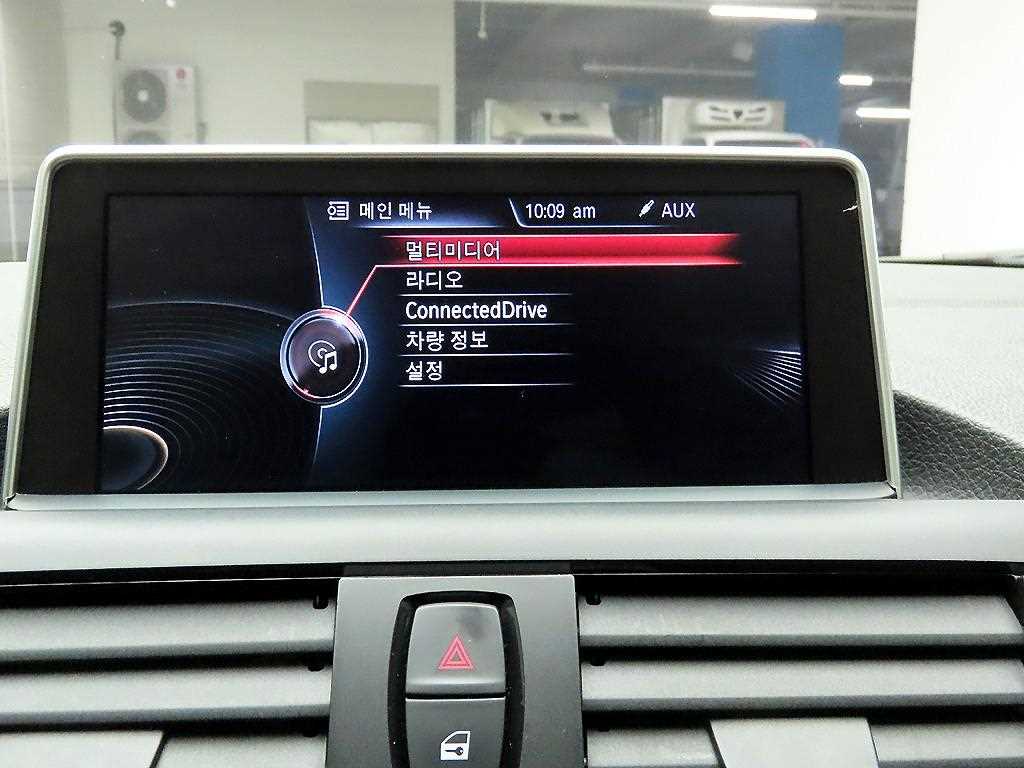 메인 메뉴 10:09 am AUX
멀티미디어
라디오
ConnectedDrive
차량 정보
설정